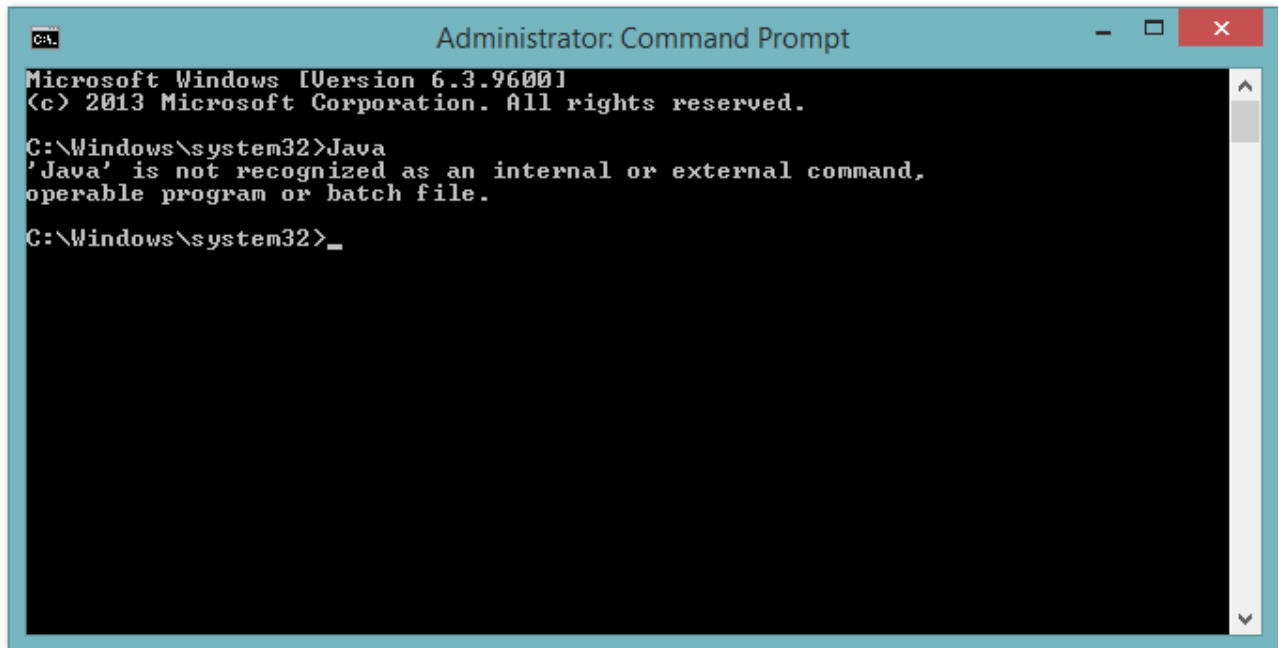 Administrator: Command Prompt
Microsoft Windows [Version 6.3.9600]
(c) 2013 Microsoft Corporation. All rights reserved.
C:\Windows\system32>Java
'Java' is not recognized as an internal or external command,
operable program or batch file.
C:\Windows\system32>_